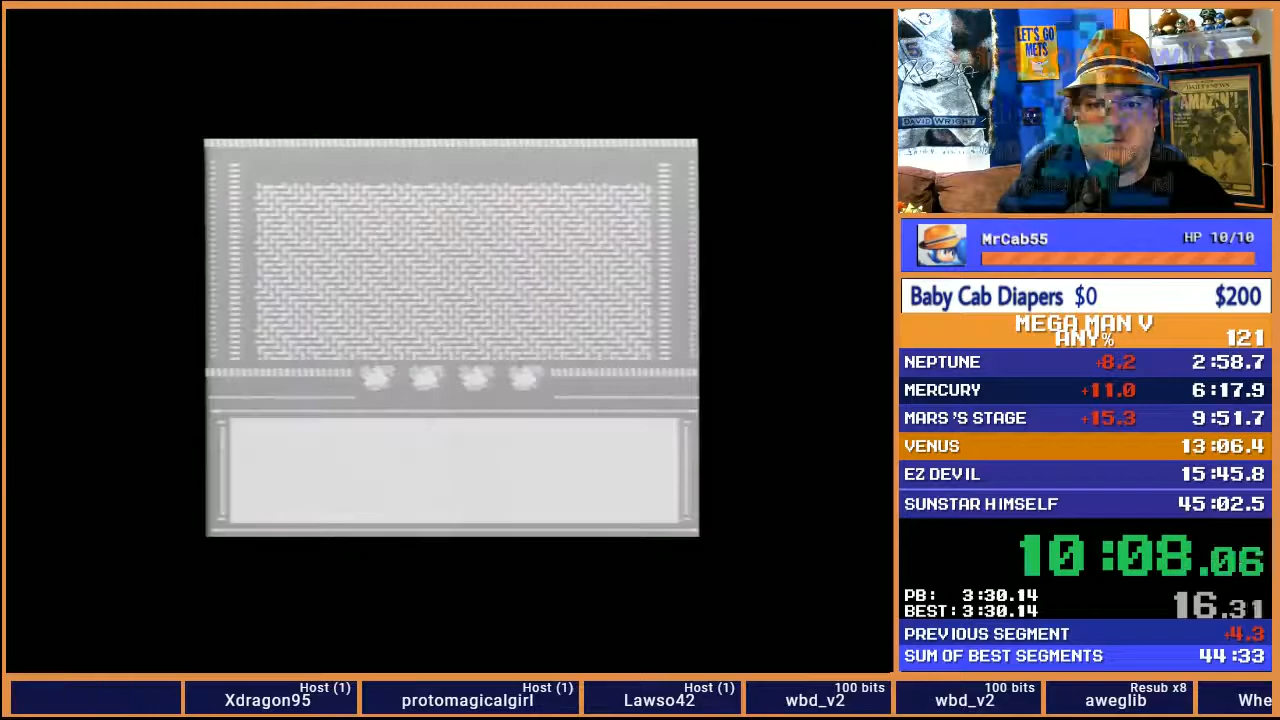 LET'S GO
METS
DAVID WRIGHT
DAILY NEWS
AMAZIN'!
MrCab55 HP 10/10
Baby Cab Diapers $0 $200
MEGA MAN V
ANY% 121
NEPTUNE +8.2 2:58.7
MERCURY +11.0 6:17.9
MARS'S STAGE +15.3 9:51.7
VENUS 13:06.4
EZ DEVIL 15:45.8
SUNSTAR HIMSELF 45:02.5
10:08.06
PB: 3:30.14
BEST: 3:30.14
16.31
PREVIOUS SEGMENT +4.3
SUM OF BEST SEGMENTS 44:33
Host (1)
Xdragon95
Host (1)
protomagicalgirl
Host (1)
Lawso42
100 bits
wbd_v2
100 bits
wbd_v2
Resub x8
aweglib
Whe